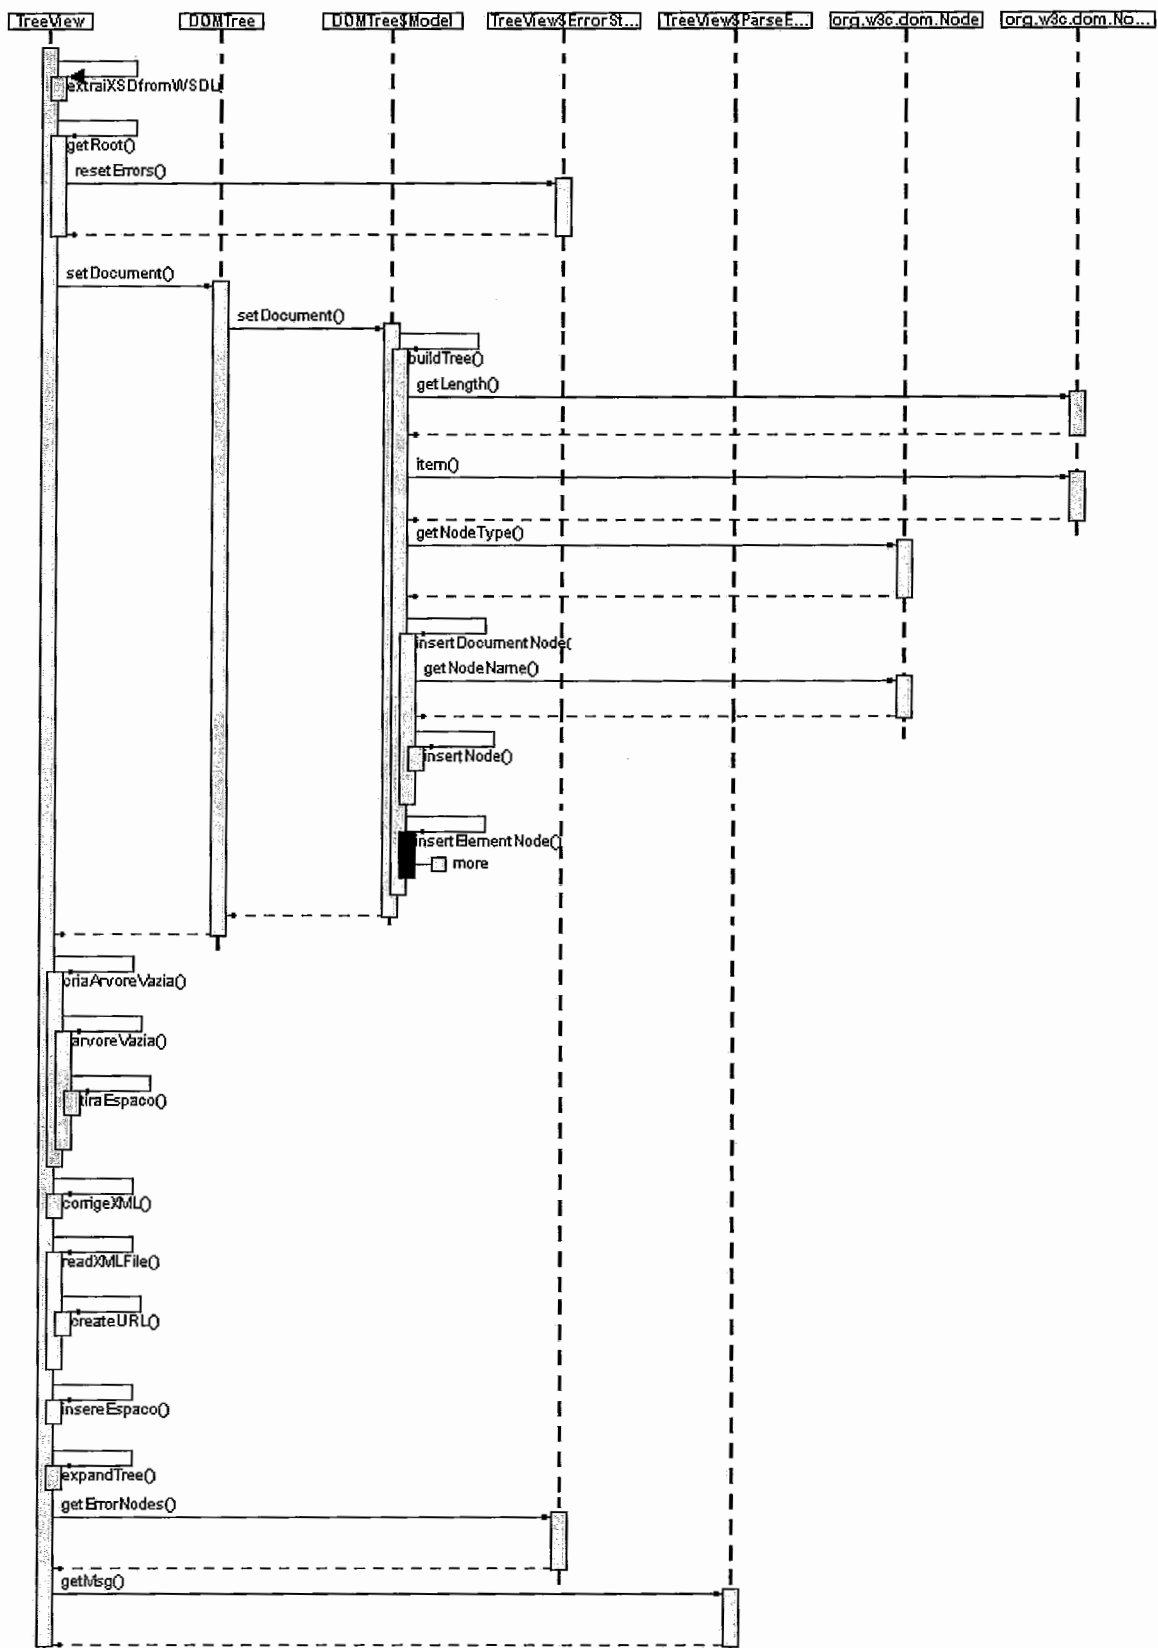 TreeView
DOMTree
DOMTree$Model
TreeView$ErrorSt...
TreeView$ParseE...
org.w3c.dom.Node
org.w3c.dom.No...
extraiXSDfromWSDL(
getRoot()
resetErrors()
setDocument()
setDocument()
buildTree()
getLength()
item()
getNodeType()
insertDocumentNode(
getNodeName()
insertNode()
insertElementNode()
more
criaArvoreVazia()
arvoreVazia()
tiraEspaco()
corrigeXML()
readXMLFile()
createURL()
insereEspaco()
expandTree()
getErrorNodes()
getMsg()